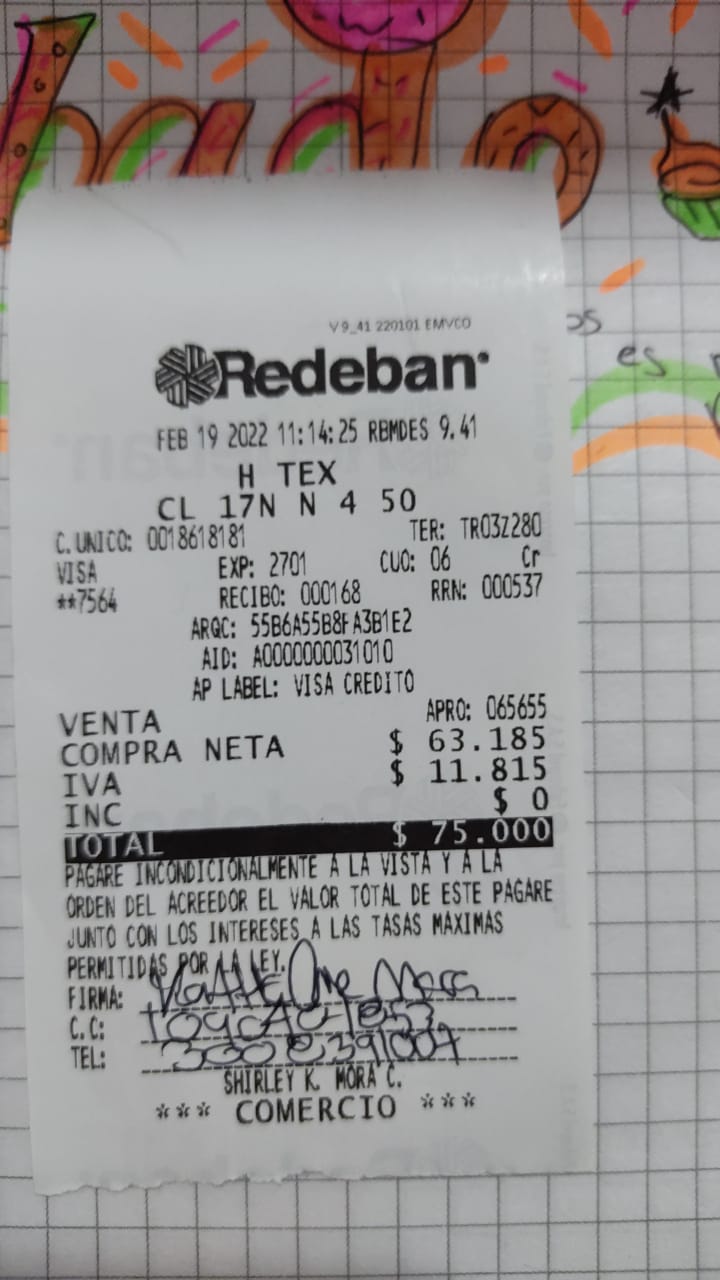 V9_41 220101 EMVCO
Redeban
FEB 19 2022 11:14:25 RBMDES 9.41
H TEX
CL 17N N 4 50
C. UNICO: 0018618181 TER: TR03Z280
VISA EXP: 2701 CUO: 06 Cr
**7564 RECIBO: 000168 RRN: 000537
ARQC: 55B6A55B8FA3B1E2
AID: A0000000031010
AP LABEL: VISA CREDITO
VENTA APRO: 065655
COMPRA NETA $ 63.185
IVA $ 11.815
INC $ 0
TOTAL $ 75.000
PAGARE INCONDICIONALMENTE A LA VISTA Y A LA
ORDEN DEL ACREEDOR EL VALOR TOTAL DE ESTE PAGARE
JUNTO CON LOS INTERESES A LAS TASAS MAXIMAS
PERMITIDAS POR LA LEY.
FIRMA:
C.C:
TEL:
SHIRLEY K. MORA C.
*** COMERCIO ***
es